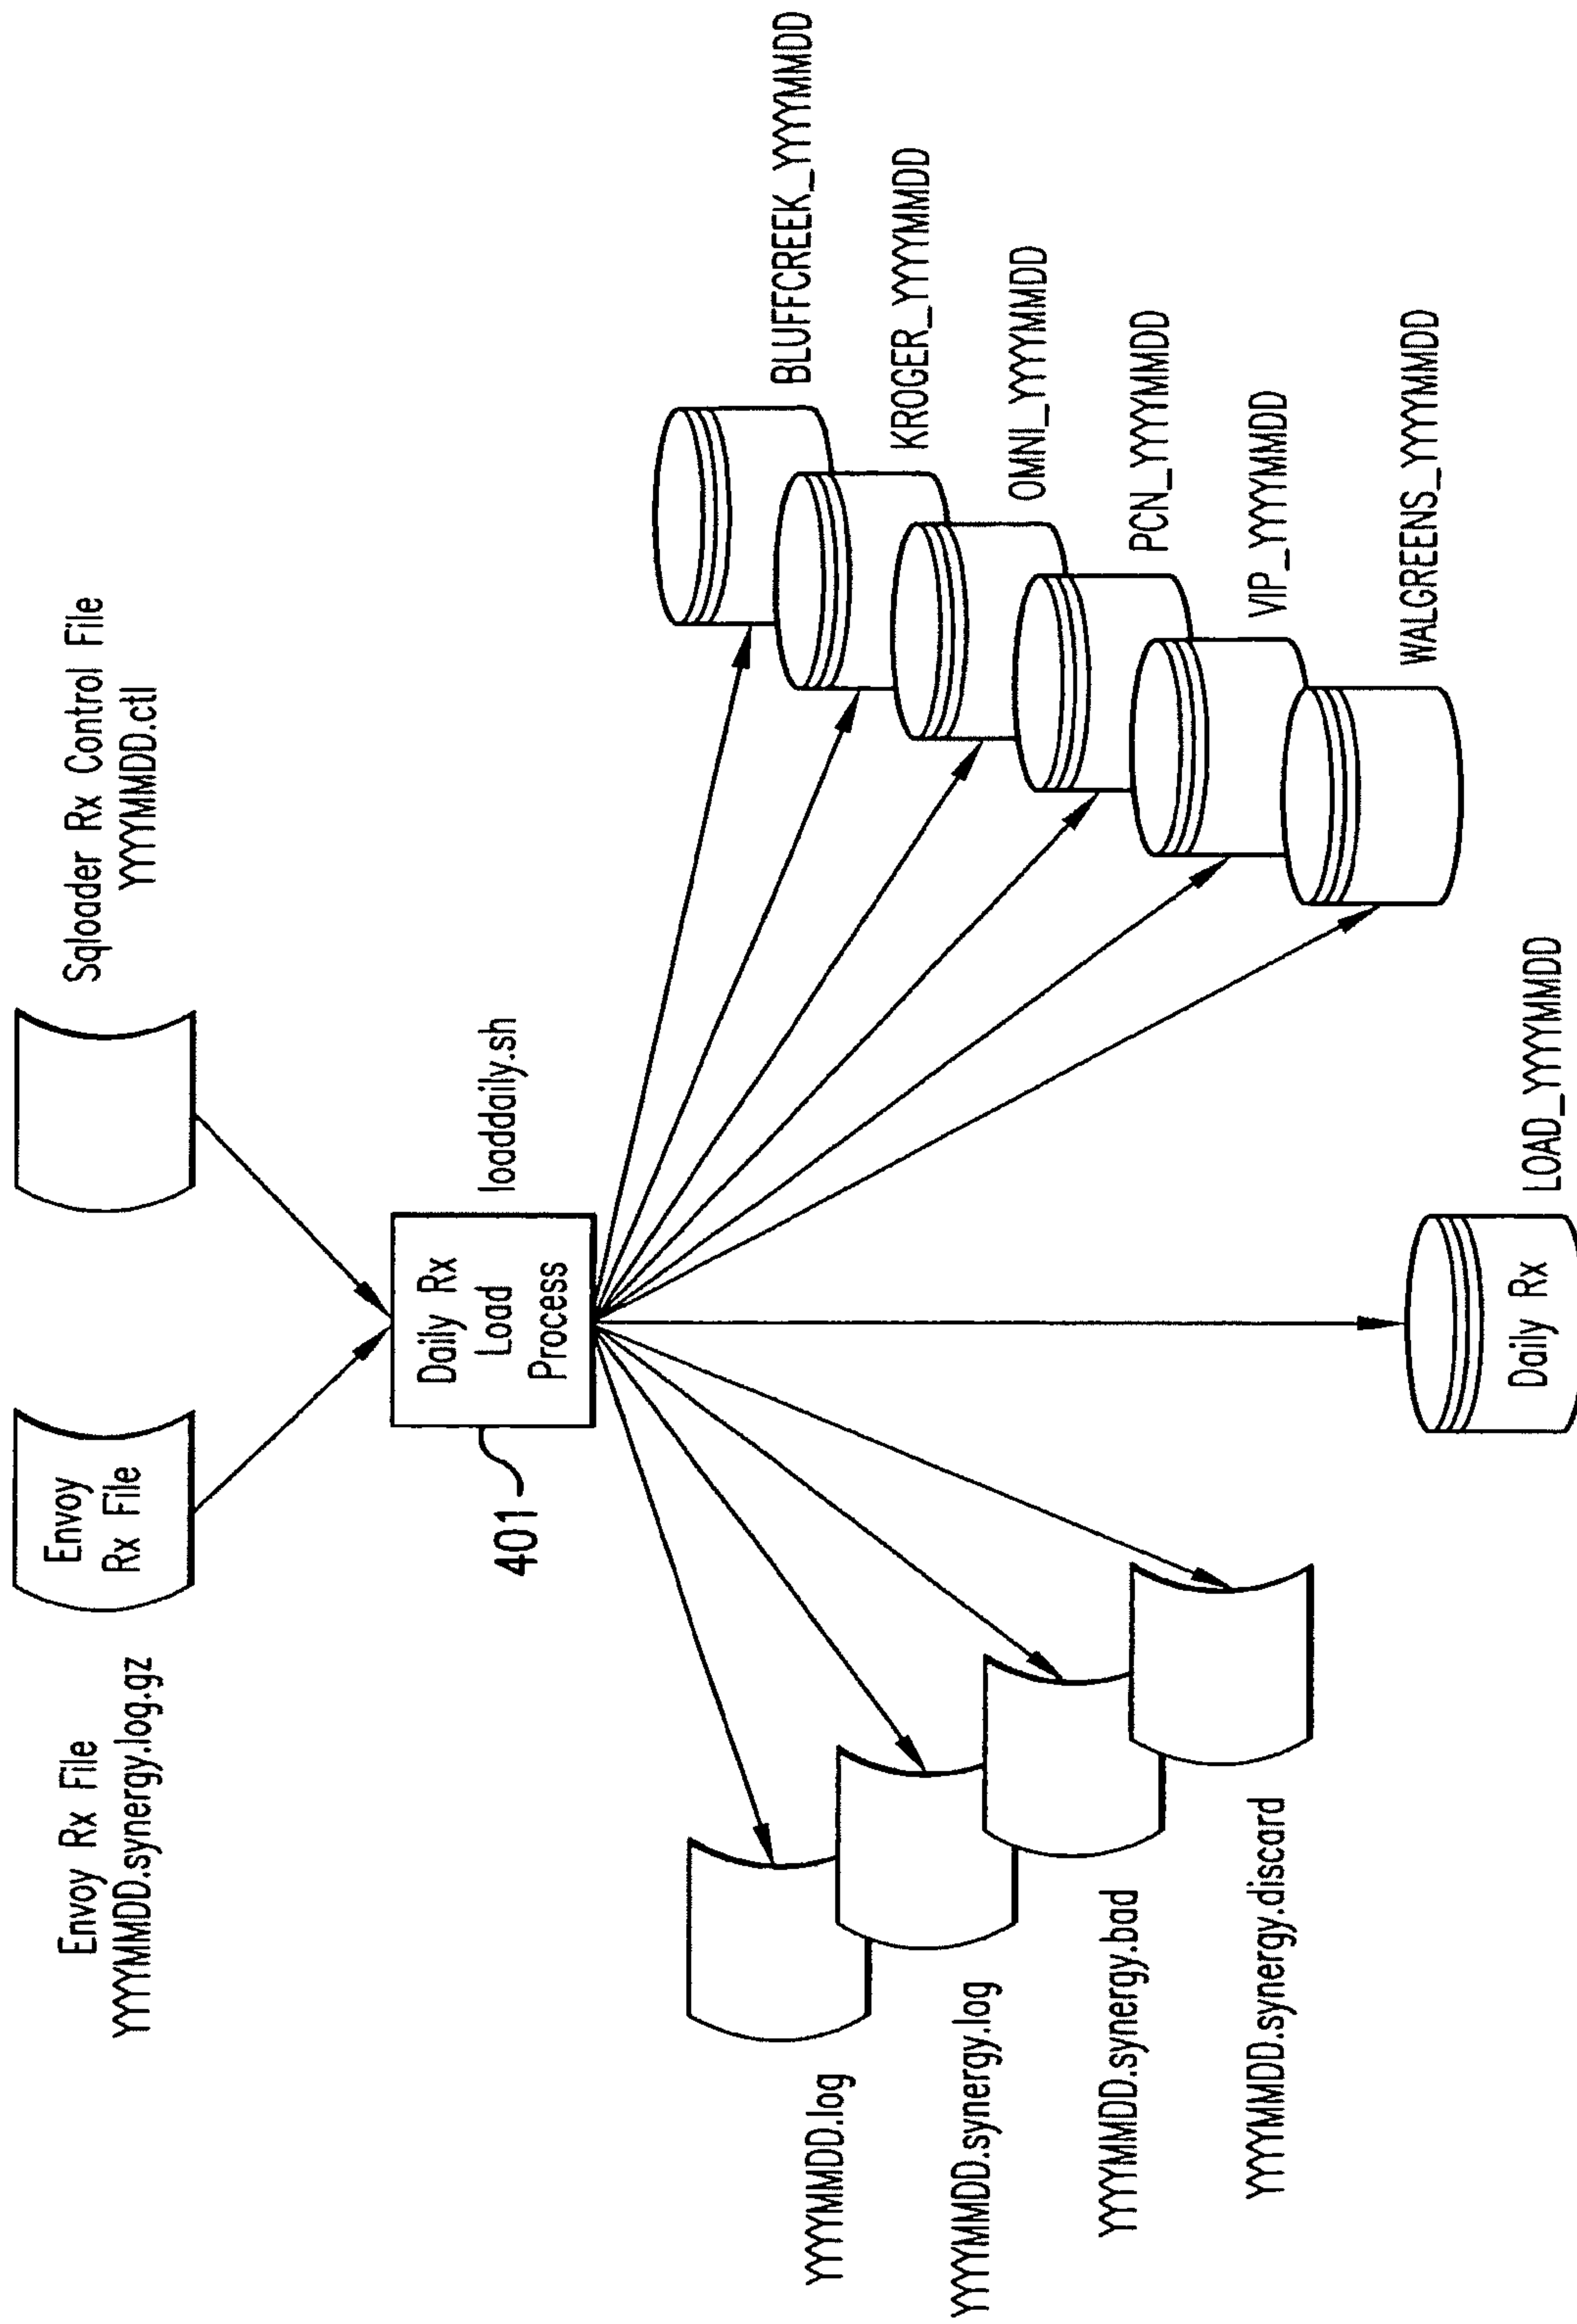 Envoy Rx File
YYYYMMDD.synergy.log.gz
Envoy
Rx File
Sqloader Rx Control File
YYYYMMDD.ctl
401
Daily Rx
Load
Process
loaddaily.sh
YYYYMMDD.log
YYYYMMDD.synergy.log
YYYYMMDD.synergy.bad
YYYYMMDD.synergy.discard
Daily Rx
LOAD_YYYYMMDD
BLUFFCREEK_YYYYMMDD
KROGER_YYYYMMDD
OMNI_YYYYMMDD
PCN_YYYYMMDD
VIP_YYYYMMDD
WALGREENS_YYYYMMDD